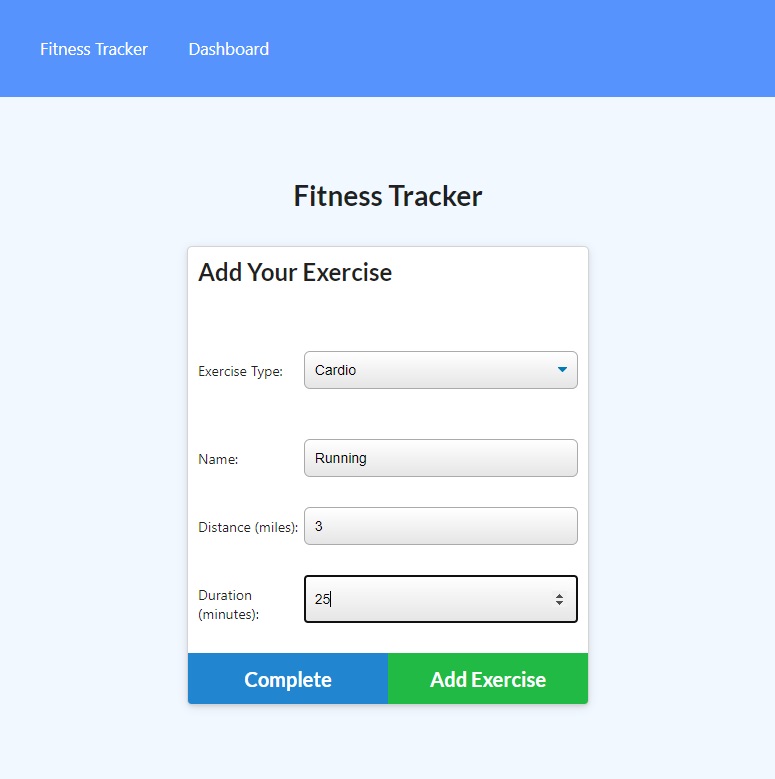 Fitness Tracker Dashboard
Fitness Tracker
Add Your Exercise
Exercise Type: Cardio
Name: Running
Distance (miles): 3
Duration
(minutes): 25
Complete Add Exercise